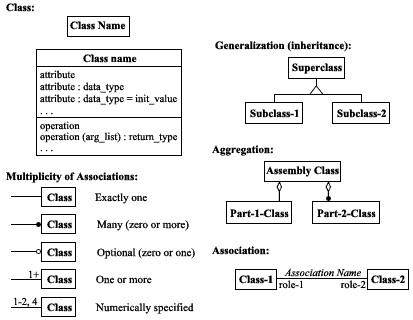 Class:
Class Name
Class name
attribute
attribute : data_type
attribute : data_type = init_value
. . .
operation
operation (arg_list) : return_type
. . .
Multiplicity of Associations:
Class Exactly one
Class Many (zero or more)
Class Optional (zero or one)
1+ Class One or more
1-2, 4 Class Numerically specified
Generalization (inheritance):
Superclass
Subclass-1 Subclass-2
Aggregation:
Assembly Class
Part-1-Class Part-2-Class
Association:
Class-1 Association Name Class-2
role-1 role-2